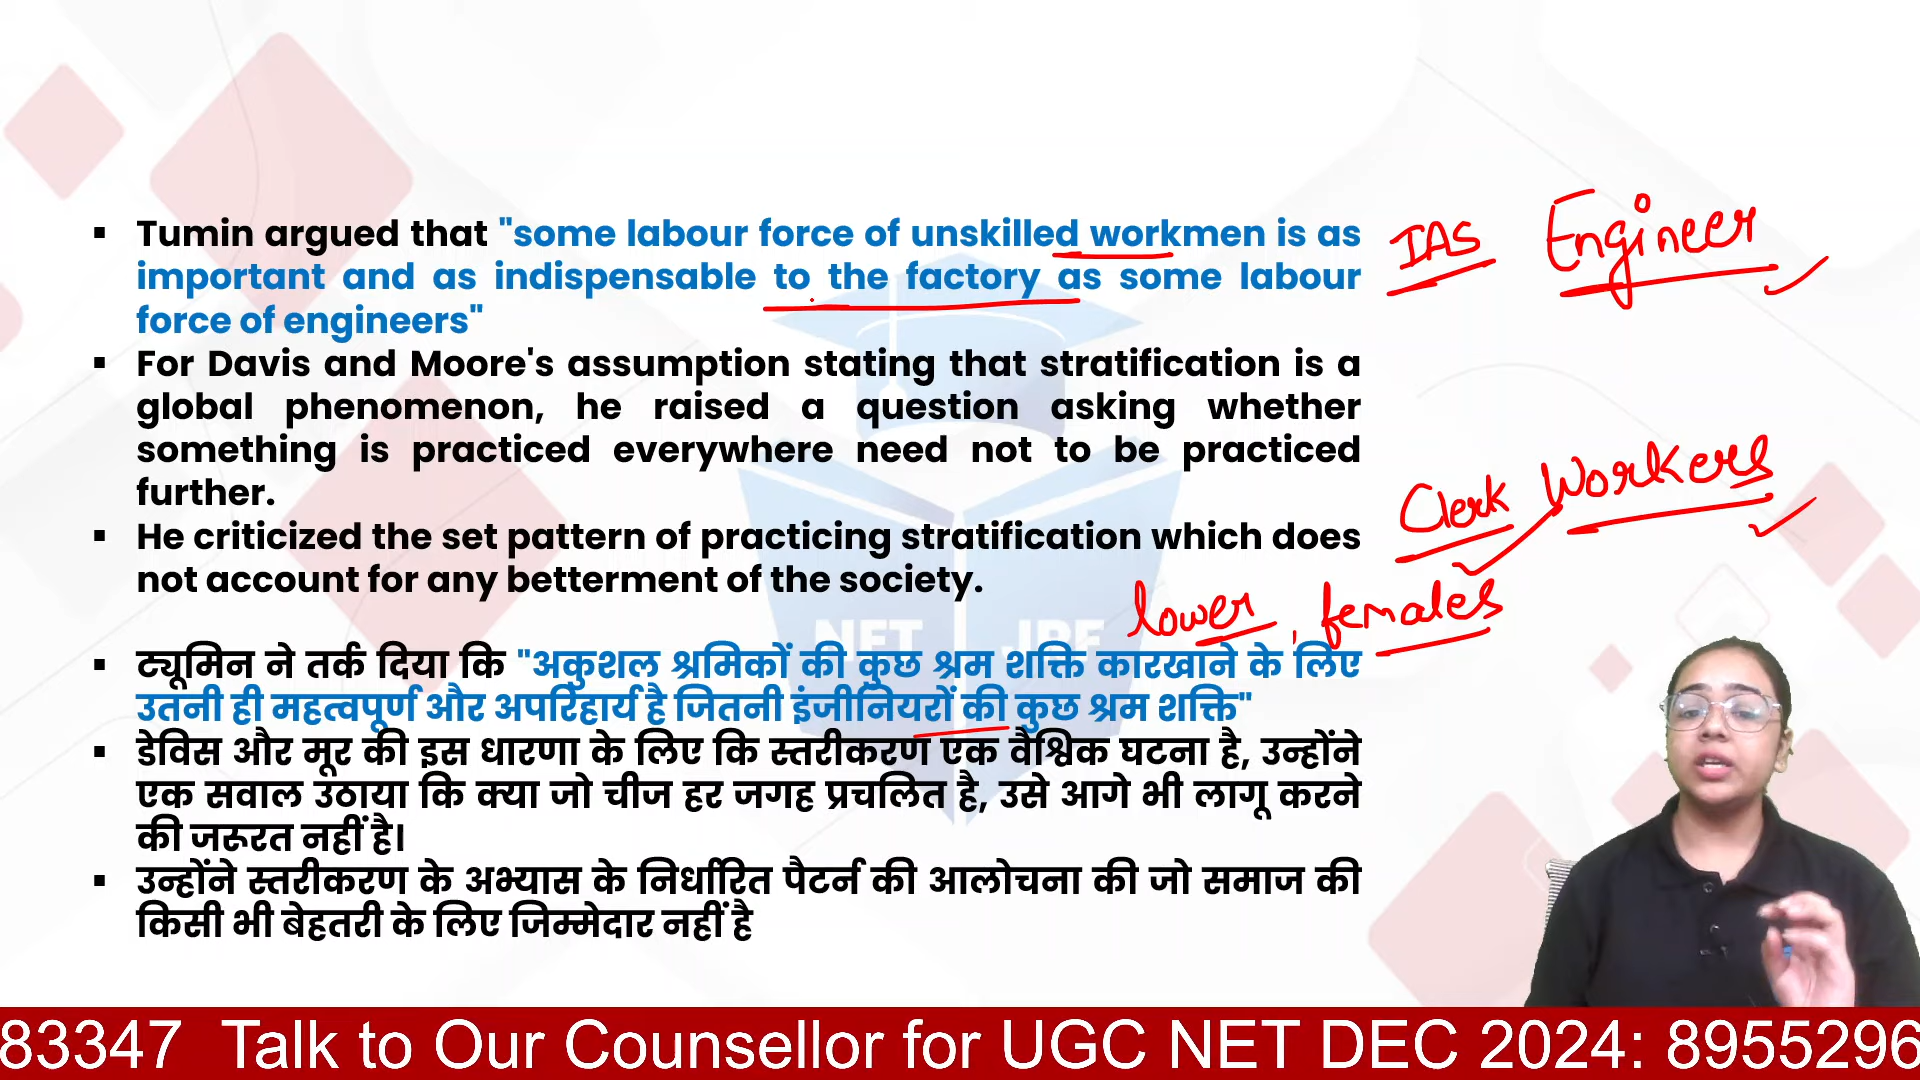 ▪ Tumin argued that "some labour force of unskilled workmen is as
important and as indispensable to the factory as some labour
force of engineers"
▪ For Davis and Moore's assumption stating that stratification is a
global phenomenon, he raised a question asking whether
something is practiced everywhere need not to be practiced
further.
▪ He criticized the set pattern of practicing stratification which does
not account for any betterment of the society.
IAS Engineer
Clerk Workers
lower, females
NET JRF
▪ ट्यूमिन ने तर्क दिया कि "अकुशल श्रमिकों की कुछ श्रम शक्ति कारखाने के लिए
उतनी ही महत्वपूर्ण और अपरिहार्य है जितनी इंजीनियरों की कुछ श्रम शक्ति"
▪ डेविस और मूर की इस धारणा के लिए कि स्तरीकरण एक वैश्विक घटना है, उन्होंने
एक सवाल उठाया कि क्या जो चीज हर जगह प्रचलित है, उसे आगे भी लागू करने
की जरूरत नहीं है।
▪ उन्होंने स्तरीकरण के अभ्यास के निर्धारित पैटर्न की आलोचना की जो समाज की
किसी भी बेहतरी के लिए जिम्मेदार नहीं है
83347 Talk to Our Counsellor for UGC NET DEC 2024: 8955296